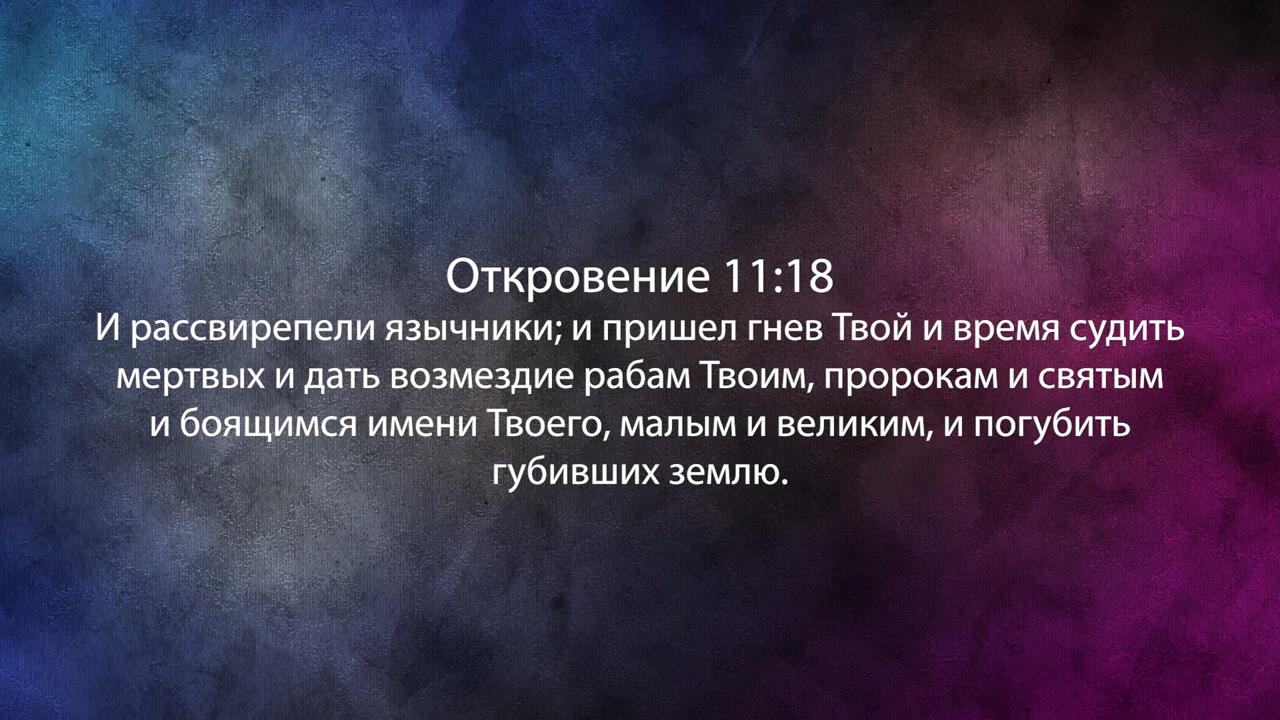 Откровение 11:18
И рассвирепели язычники; и пришел гнев Твой и время судить
мертвых и дать возмездие рабам Твоим, пророкам и святым
и боящимся имени Твоего, малым и великим, и погубить
губивших землю.